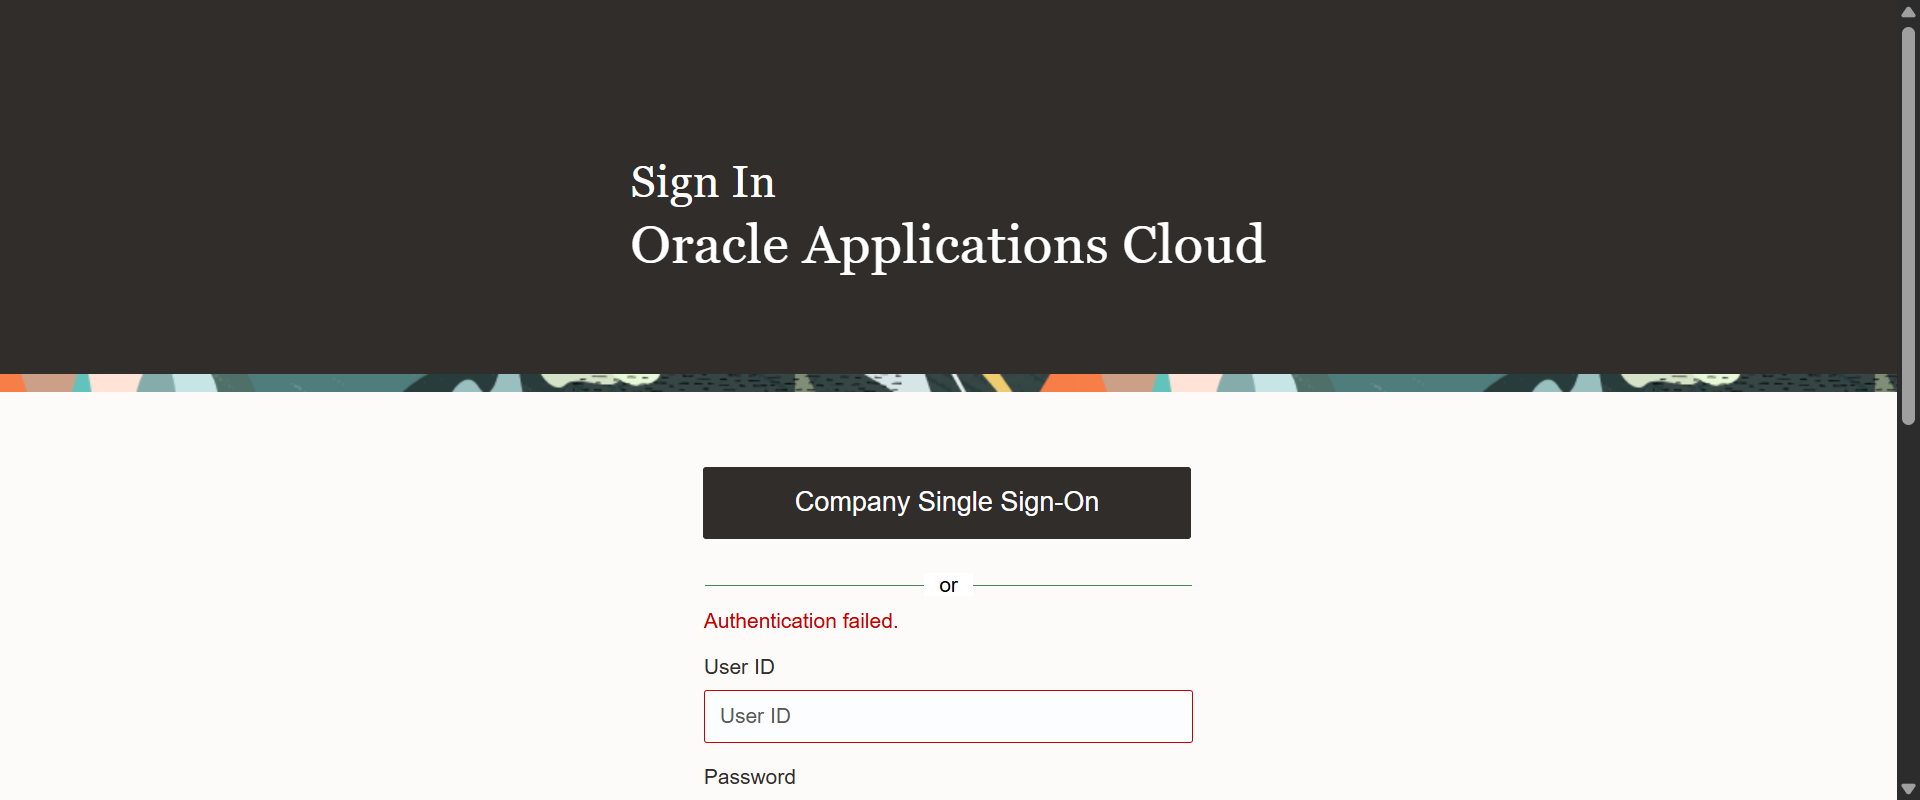 Sign In
Oracle Applications Cloud
Company Single Sign-On
or
Authentication failed.
User ID
User ID
Password